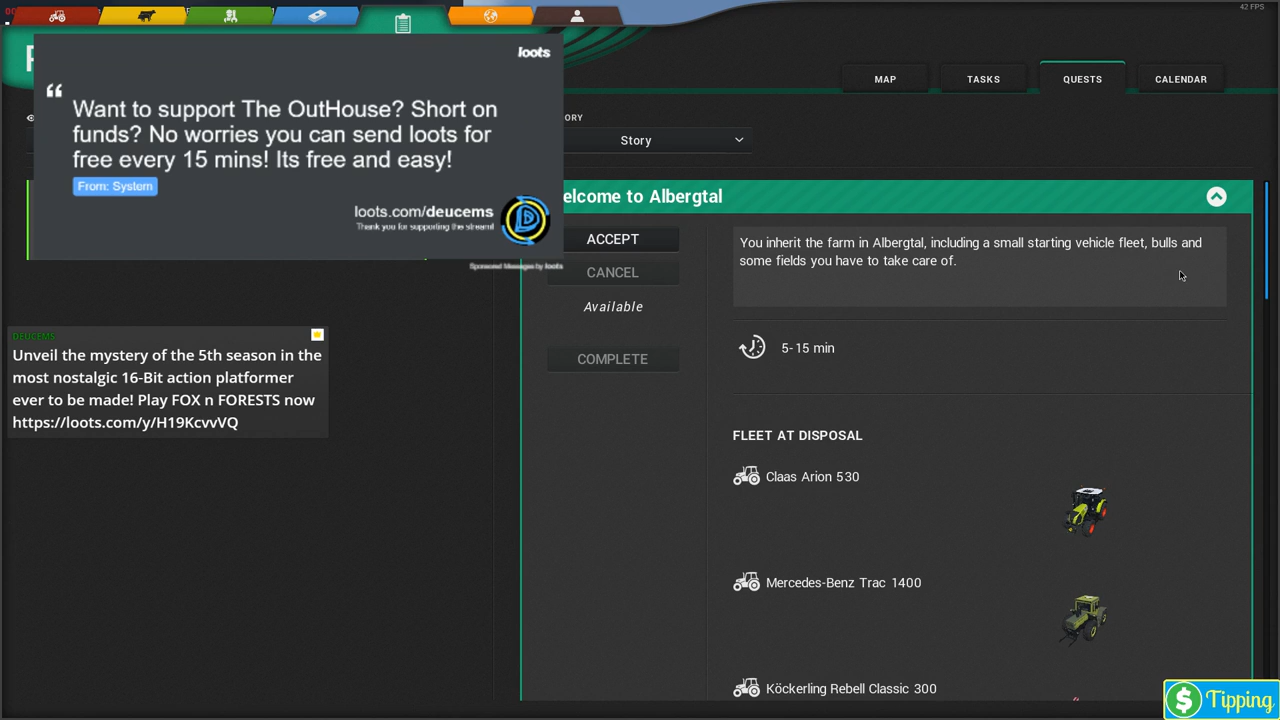 42 FPS
loots
“
Want to support The OutHouse? Short on
funds? No worries you can send loots for
free every 15 mins! Its free and easy!
From: System
loots.com/deucems
Thank you for supporting the stream!
Sponsored Messages by loots
MAP
TASKS
QUESTS
CALENDAR
ORY
Story
elcome to Albergtal
ACCEPT
CANCEL
Available
COMPLETE
You inherit the farm in Albergtal, including a small starting vehicle fleet, bulls and
some fields you have to take care of.
5-15 min
FLEET AT DISPOSAL
Claas Arion 530
Mercedes-Benz Trac 1400
Köckerling Rebell Classic 300
DEUCEMS
Unveil the mystery of the 5th season in the
most nostalgic 16-Bit action platformer
ever to be made! Play FOX n FORESTS now
https://loots.com/y/H19KcvvVQ
$ Tipping